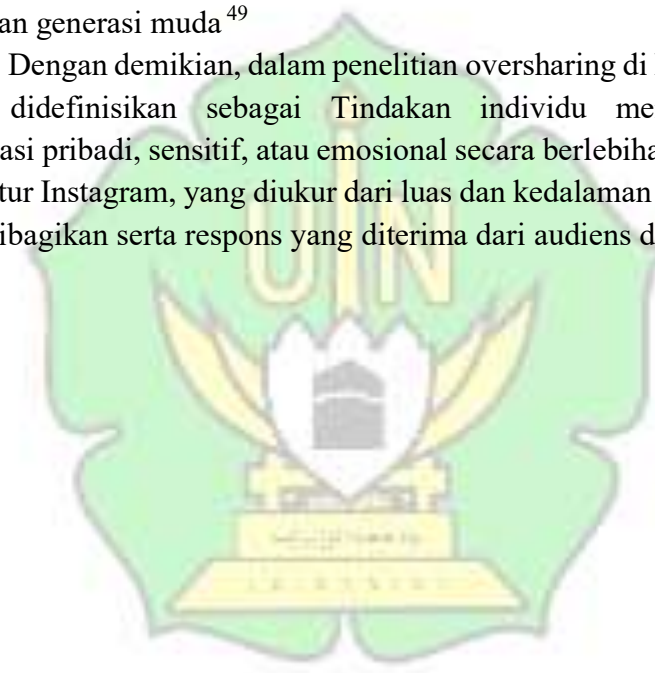 an generasi muda 49
Dengan demikian, dalam penelitian oversharing di
didefinisikan sebagai Tindakan individu me
asi pribadi, sensitif, atau emosional secara berlebiha
tur Instagram, yang diukur dari luas dan kedalaman
ibagikan serta respons yang diterima dari audiens d
UIN